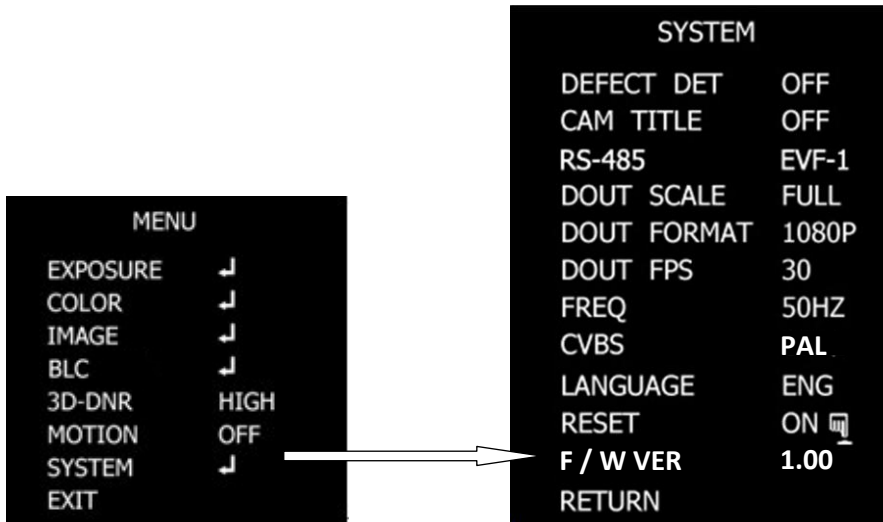 MENU
EXPOSURE ↲
COLOR ↲
IMAGE ↲
BLC ↲
3D-DNR HIGH
MOTION OFF
SYSTEM ↲
EXIT
SYSTEM
DEFECT DET OFF
CAM TITLE OFF
RS-485 EVF-1
DOUT SCALE FULL
DOUT FORMAT 1080P
DOUT FPS 30
FREQ 50HZ
CVBS PAL
LANGUAGE ENG
RESET ON
F / W VER 1.00
RETURN